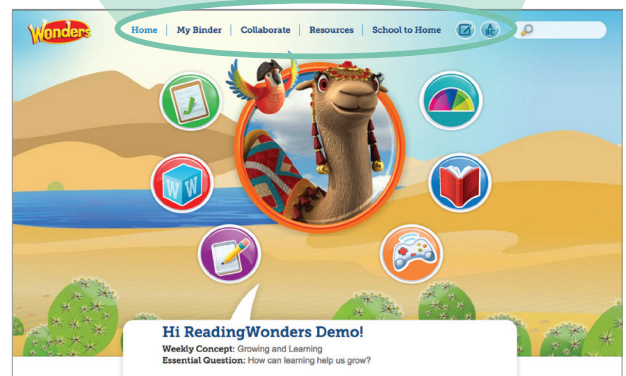 Wonders
Home | My Binder | Collaborate | Resources | School to Home ABC
W W
Hi ReadingWonders Demo!
Weekly Concept: Growing and Learning
Essential Question: How can learning help us grow?